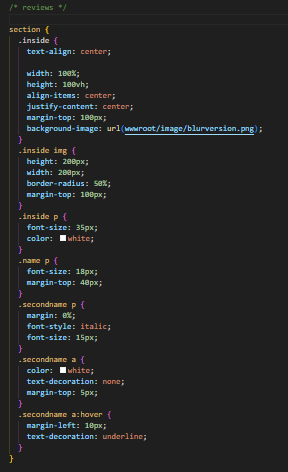 /* reviews */
section {
.inside {
text-align: center;
width: 100%;
height: 100vh;
align-items: center;
justify-content: center;
margin-top: 100px;
background-image: url(wwwroot/image/blurversion.png);
}
.inside img {
height: 200px;
width: 200px;
border-radius: 50%;
margin-top: 100px;
}
.inside p {
font-size: 35px;
color: white;
}
.name p {
font-size: 18px;
margin-top: 40px;
}
.secondname p {
margin: 0%;
font-style: italic;
font-size: 15px;
}
.secondname a {
color: white;
text-decoration: none;
margin-top: 5px;
}
.secondname a:hover {
margin-left: 10px;
text-decoration: underline;
}
}